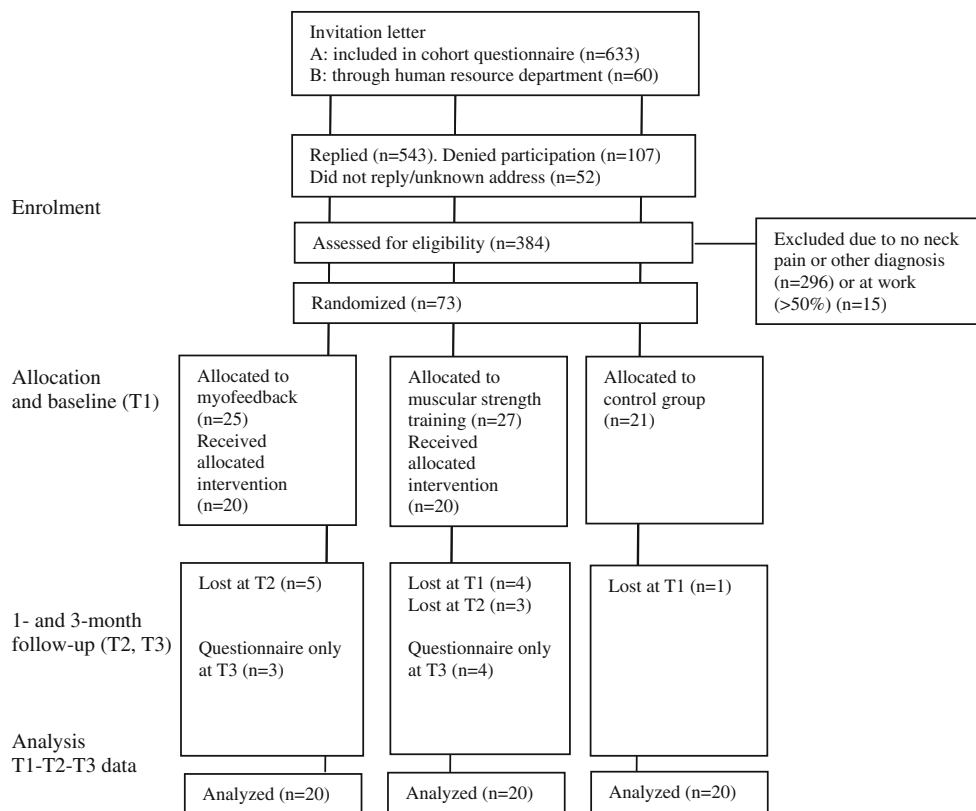 Invitation letter
A: included in cohort questionnaire (n=633)
B: through human resource department (n=60)
Replied (n=543). Denied participation (n=107)
Did not reply/unknown address (n=52)
Enrolment
Assessed for eligibility (n=384)
Excluded due to no neck
pain or other diagnosis
(n=296) or at work
(>50%) (n=15)
Randomized (n=73)
Allocation
and baseline (T1)
Allocated to
myofeedback
(n=25)
Received
allocated
intervention
(n=20)
Allocated to
muscular strength
training (n=27)
Received
allocated
intervention
(n=20)
Allocated to
control group
(n=21)
1- and 3-month
follow-up (T2, T3)
Lost at T2 (n=5)
Questionnaire only
at T3 (n=3)
Lost at T1 (n=4)
Lost at T2 (n=3)
Questionnaire only
at T3 (n=4)
Lost at T1 (n=1)
Analysis
T1-T2-T3 data
Analyzed (n=20)
Analyzed (n=20)
Analyzed (n=20)